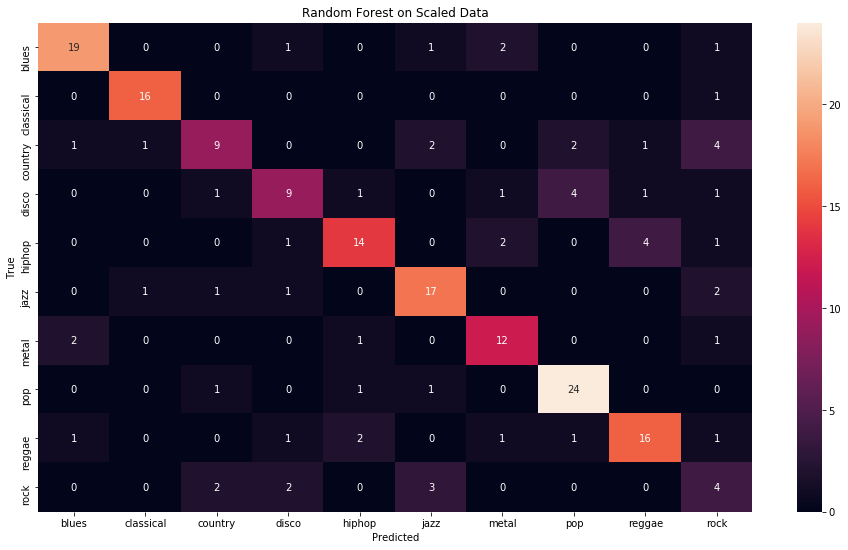 Random Forest on Scaled Data
blues 19 0 0 1 0 1 2 0 0 1
classical 0 16 0 0 0 0 0 0 0 1
country 1 1 9 0 0 2 0 2 1 4
disco 0 0 1 9 1 0 1 4 1 1
hiphop 0 0 0 1 14 0 2 0 4 1
jazz 0 1 1 1 0 17 0 0 0 2
metal 2 0 0 0 1 0 12 0 0 1
pop 0 0 1 0 1 1 0 24 0 0
reggae 1 0 0 1 2 0 1 1 16 1
rock 0 0 2 2 0 3 0 0 0 4
True
blues classical country disco hiphop jazz metal pop reggae rock
Predicted
20
15
10
5
0